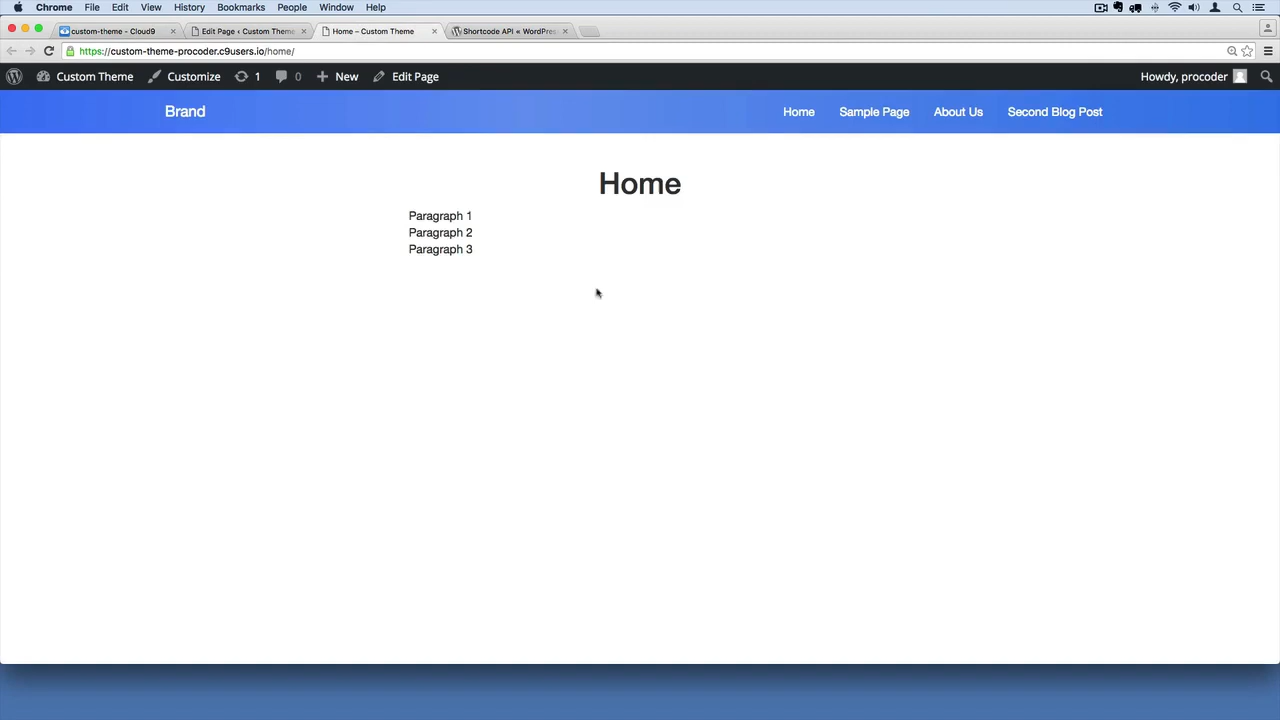 Chrome File Edit View History Bookmarks People Window Help
custom-theme - Cloud9 Edit Page ‹ Custom Theme Home – Custom Theme Shortcode API « WordPres
https://custom-theme-procoder.c9users.io/home/
Custom Theme Customize 1 0 New Edit Page Howdy, procoder
Brand Home Sample Page About Us Second Blog Post
Home
Paragraph 1
Paragraph 2
Paragraph 3